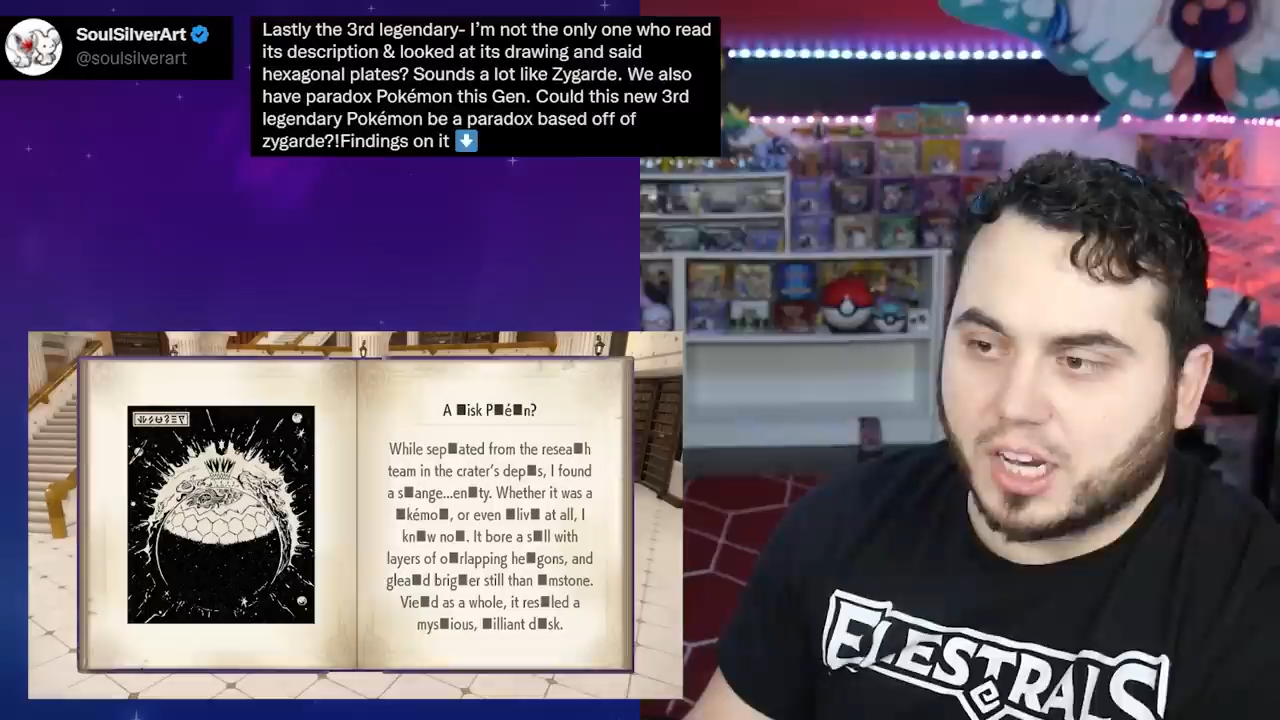 SoulSilverArt
@soulsilverart
Lastly the 3rd legendary- I’m not the only one who read
its description & looked at its drawing and said
hexagonal plates? Sounds a lot like Zygarde. We also
have paradox Pokémon this Gen. Could this new 3rd
legendary Pokémon be a paradox based off of
zygarde?!Findings on it ⬇️
A ■isk P■é■n?
While sep■ated from the resea■h
team in the crater’s dep■s, I found
a s■ange...en■ty. Whether it was a
■kémo■, or even ■liv■ at all, I
kn■w no■. It bore a s■ll with
layers of o■rlapping he■gons, and
glea■d brig■er still than ■mstone.
Vie■d as a whole, it res■led a
mys■ious, ■illiant d■sk.
ELESTRALS